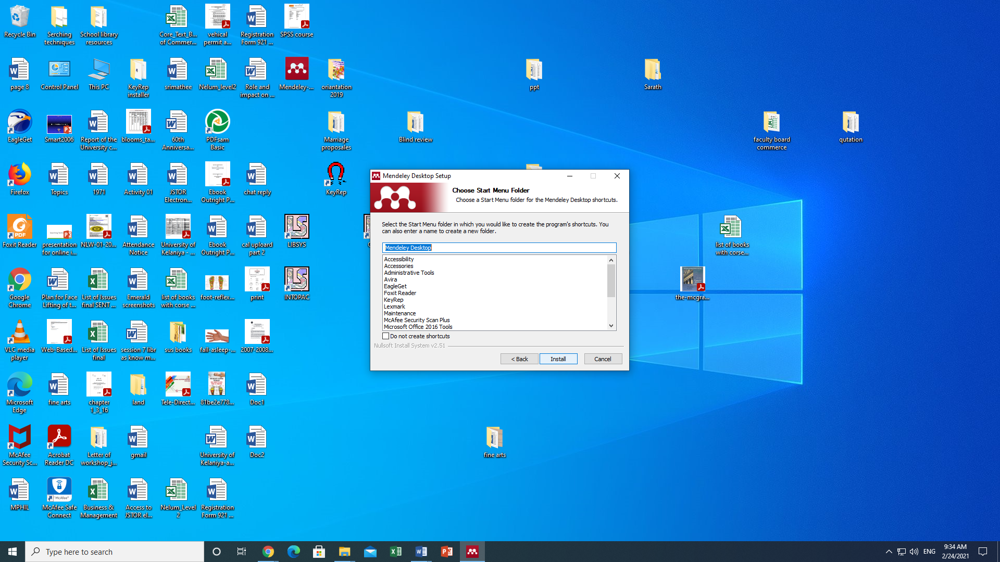 Recycle Bin
Serching
techniques
School library
resources
Core_Text_B...
of Commer...
vehical
permit a...
Registration
Form 921 ...
SPSS course
page 8
Control Panel
This PC
KeyRep
installer
srimathee
Nelum_level2
Role and
impact on ...
Mendeley-...
oriantation
2019
ppt
Sarath
EagleGet
Smart2006
Report of the
University c...
blooms_ta...
60th
Anniversa...
PDFsam
Basic
Marriage
proposales
Blind review
faculty board
commerce
qutation
Firefox
Topics
1971
Activity 01
JSTOR
Electron...
Ebook
Outright P...
chat reply
KeyRep
Foxit Reader
presentation
for online i...
NLW-01-20...
Attendance
Notice
University of
Kelaniya - ...
Ebook
Outright P...
cal uploard
part 2
LIBSYS
list of books
with corse...
Google
Chrome
Plan for Face
Lifting of t...
List of Issues
final SENT ...
Emerald
screenshots
list of books
with corse ...
foot-reflex...
print
INTOPAC
the-mcgra...
VLC media
player
Web-Based...
List of Issues
final
session 7 libr
as know m...
sus books
fall-asleep-...
2007-2008...
Microsoft
Edge
fine arts
chapter
1_3_16
land
Tele-Direct...
81be2e778...
Doc1
McAfee
Security Sc...
Acrobat
Reader DC
Letter of
workshop_j...
gmail
University of
Kelaniya-a...
Doc2
fine arts
MPHIL
McAfee Safe
Connect
Business &
Management
Access to
JSTOR el...
Nelum_Level
2
Registration
Form 921 ...
Mendeley Desktop Setup
Choose Start Menu Folder
Choose a Start Menu folder for the Mendeley Desktop shortcuts.
Select the Start Menu folder in which you would like to create the program's shortcuts. You
can also enter a name to create a new folder.
Mendeley Desktop
Accessibility
Accessories
Administrative Tools
Avira
EagleGet
Foxit Reader
KeyRep
Lexmark
Maintenance
McAfee Security Scan Plus
Microsoft Office 2016 Tools
Do not create shortcuts
Nullsoft Install System v2.51
< Back
Install
Cancel
Type here to search
ENG
9:34 AM
2/24/2021